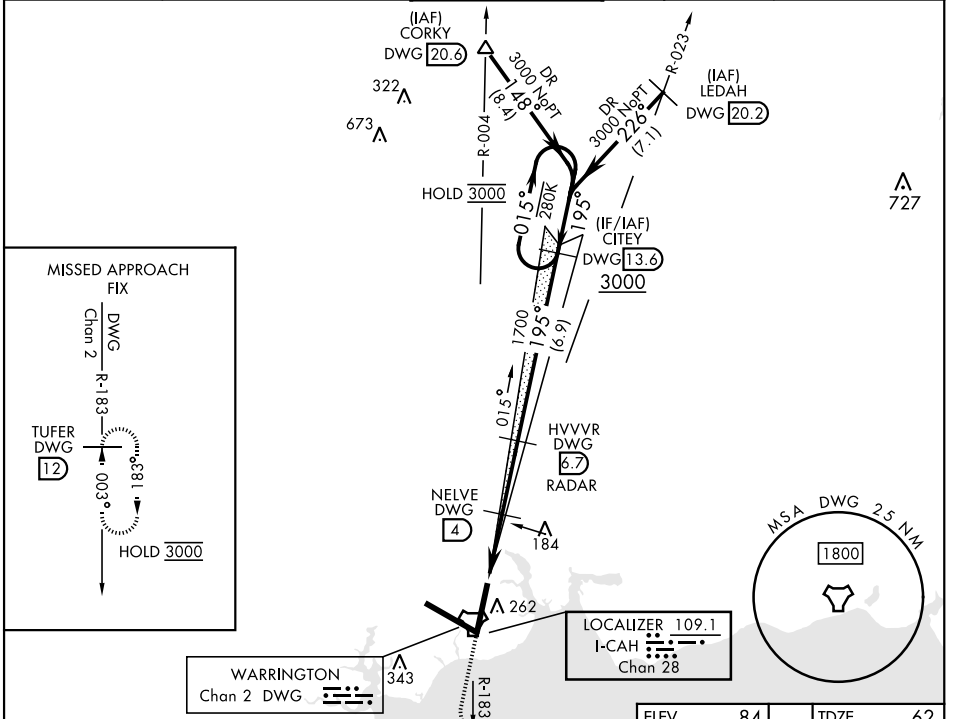 (IAF)
CORKY
DWG 20.6
DR
3000 NoPT
148°
(8.4)
R-023
(IAF)
LEDAH
DWG 20.2
DR
3000 NoPT
226°
(7.1)
322
673
R-004
HOLD 3000
015°
280K
195°
(IF/IAF)
CITEY
DWG 13.6
3000
727
MISSED APPROACH
FIX
DWG
Chan 2
R-183
TUFER
DWG
12
003°
183°
HOLD 3000
1700
195°
(6.9)
015°
HVVVR
DWG
6.7
RADAR
NELVE
DWG
4
184
262
MSA DWG 25 NM
1800
LOCALIZER 109.1
I-CAH
Chan 28
WARRINGTON
Chan 2 DWG
343
R-183
ELEV 84
TDZE 62